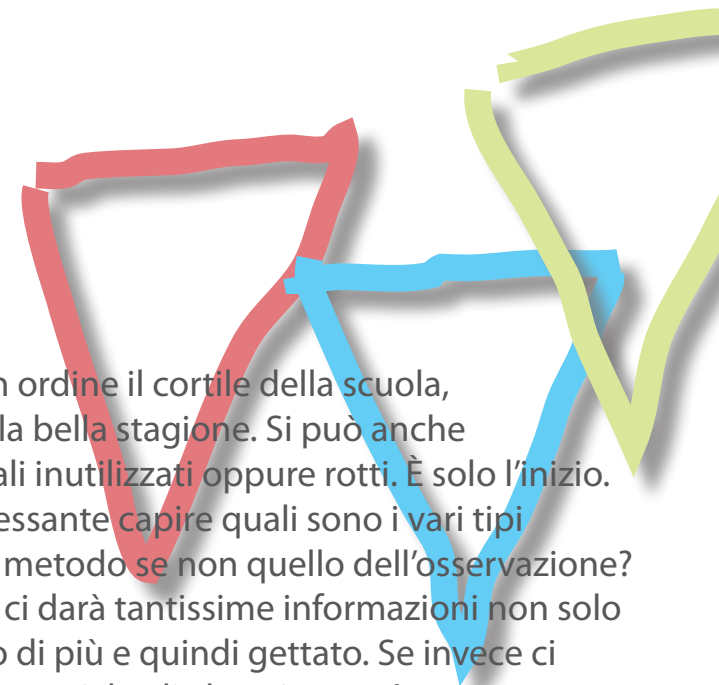 ordine il cortile della scuola,
la bella stagione. Si può anche
inutilizzati oppure rotti. È solo l’inizio.
capire quali sono i vari tipi
metodo se non quello dell’osservazione?
ci darà tantissime informazioni non solo
di più e quindi gettato. Se invece ci